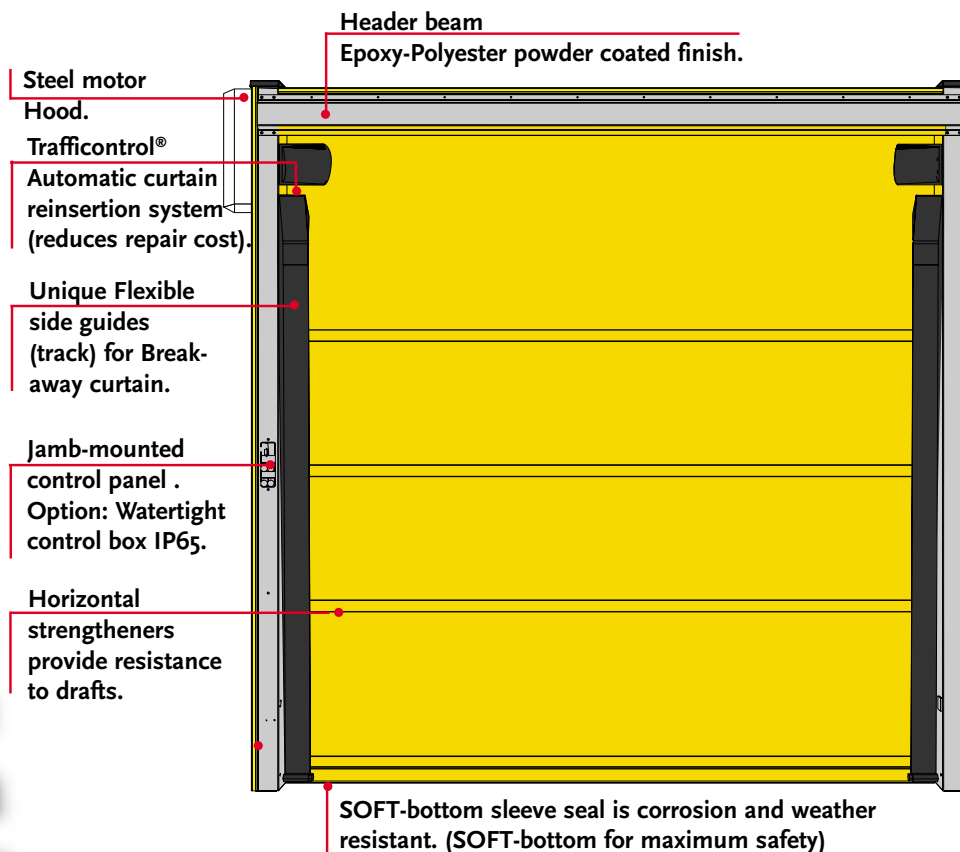 Header beam
Epoxy-Polyester powder coated finish.
Steel motor
Hood.
Trafficontrol®
Automatic curtain
reinsertion system
(reduces repair cost).
Unique Flexible
side guides
(track) for Break-
away curtain.
Jamb-mounted
control panel .
Option: Watertight
control box IP65.
Horizontal
strengtheners
provide resistance
to drafts.
SOFT-bottom sleeve seal is corrosion and weather
resistant. (SOFT-bottom for maximum safety)